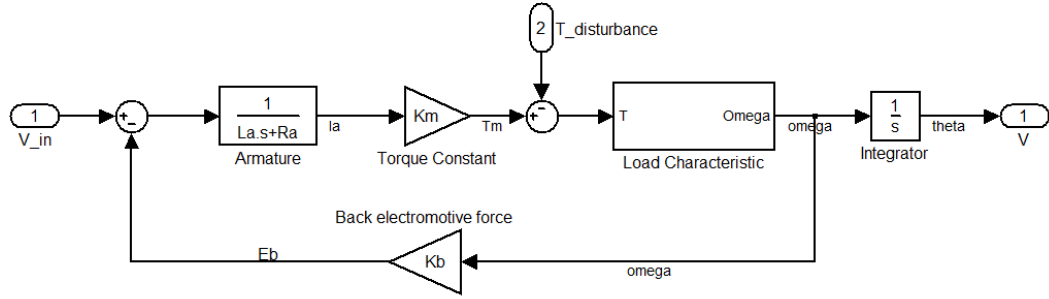 2
T_disturbance
1
V_in
+
-
1
La.s+Ra
Ia
Armature
Km
Tm
Torque Constant
+
-
T
Omega
Load Characteristic
omega
1
s
Integrator
theta
1
V
Back electromotive force
Kb
Eb
omega